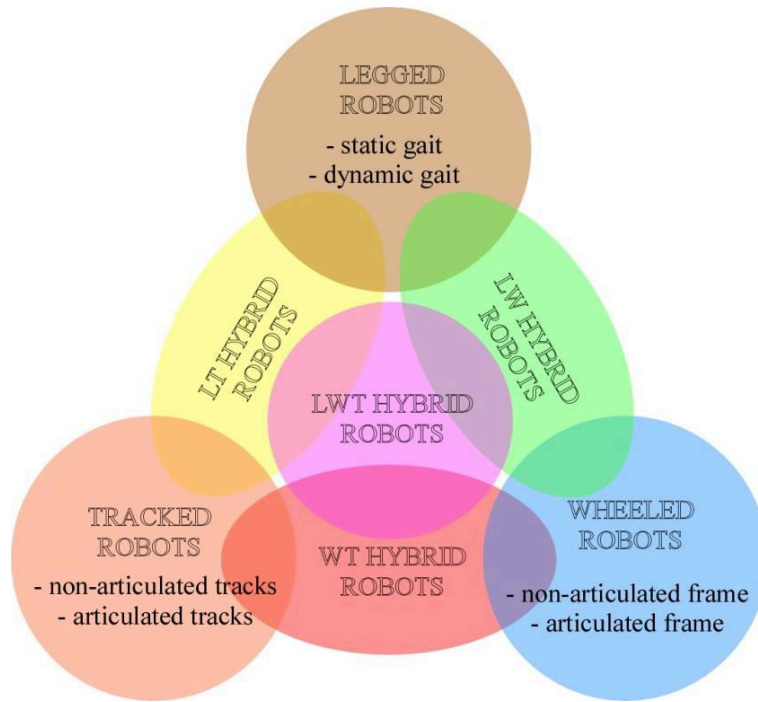 LEGGED
ROBOTS
- static gait
- dynamic gait
LT HYBRID
ROBOTS
LW HYBRID
ROBOTS
LWT HYBRID
ROBOTS
TRACKED
ROBOTS
- non-articulated tracks
- articulated tracks
WT HYBRID
ROBOTS
WHEELED
ROBOTS
- non-articulated frame
- articulated frame